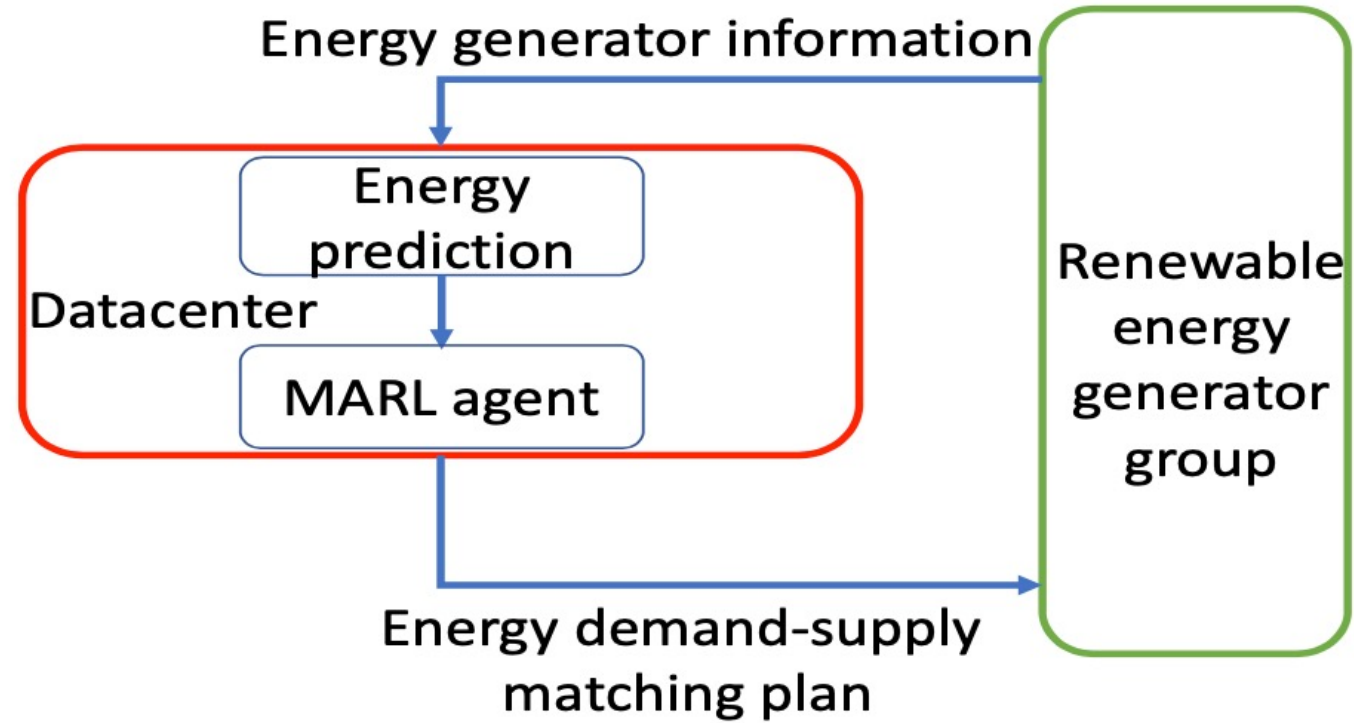 Energy generator information
Energy
prediction
Datacenter
MARL agent
Renewable
energy
generator
group
Energy demand-supply
matching plan